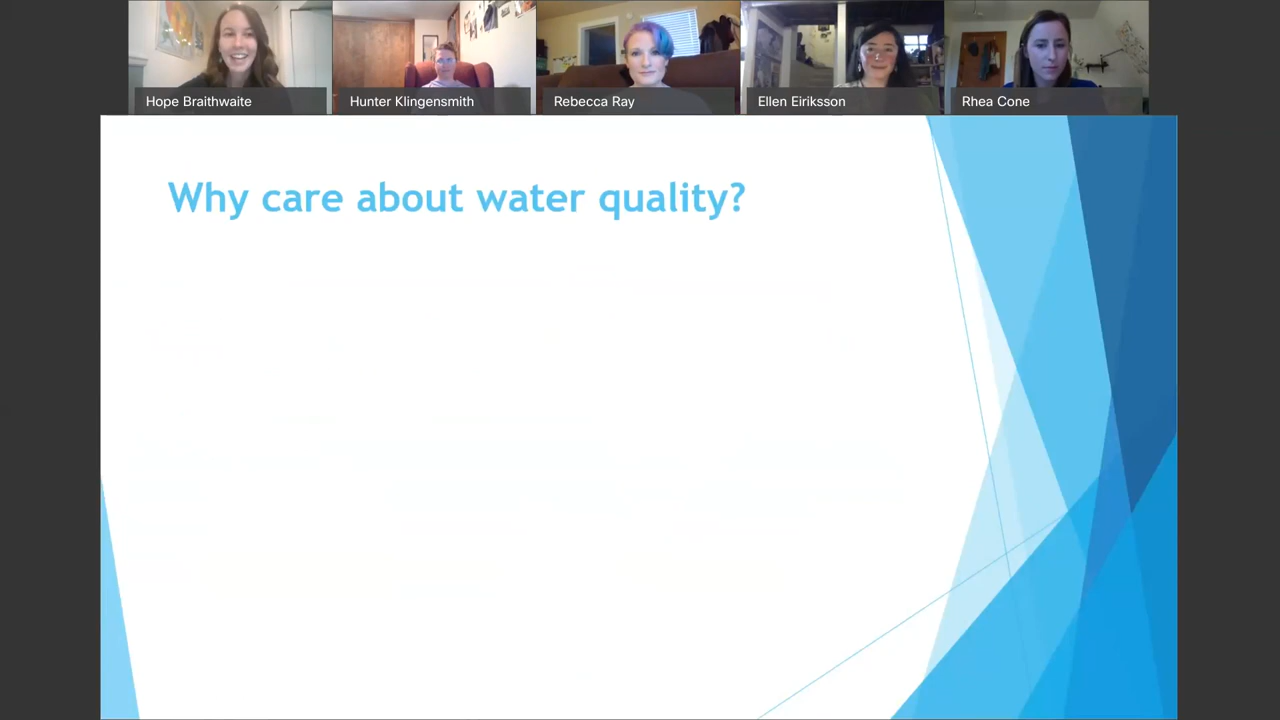 Hope Braithwaite
Hunter Klingensmith
Rebecca Ray
Ellen Eiriksson
Rhea Cone
Why care about water quality?